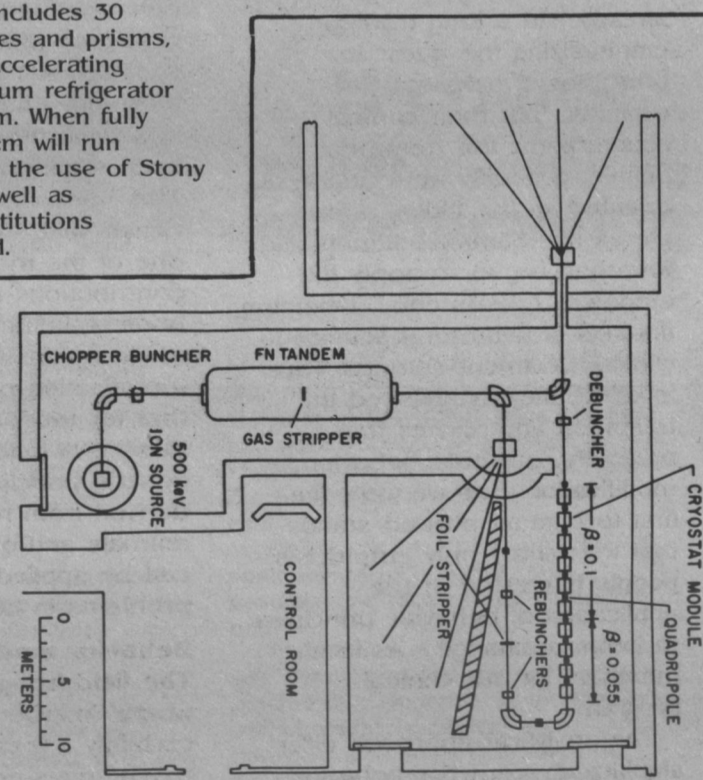 ncludes 30
es and prisms,
accelerating
um refrigerator
n. When fully
em will run
the use of Stony
well as
stitutions
d.
CHOPPER BUNCHER
FN TANDEM
GAS STRIPPER
500 keV
ION SOURCE
DEBUNCHER
CRYOSTAT MODULE
β=0.1
QUADRUPOLE
β=0.055
FOIL STRIPPER
REBUNCHERS
CONTROL ROOM
0
5
10
METERS